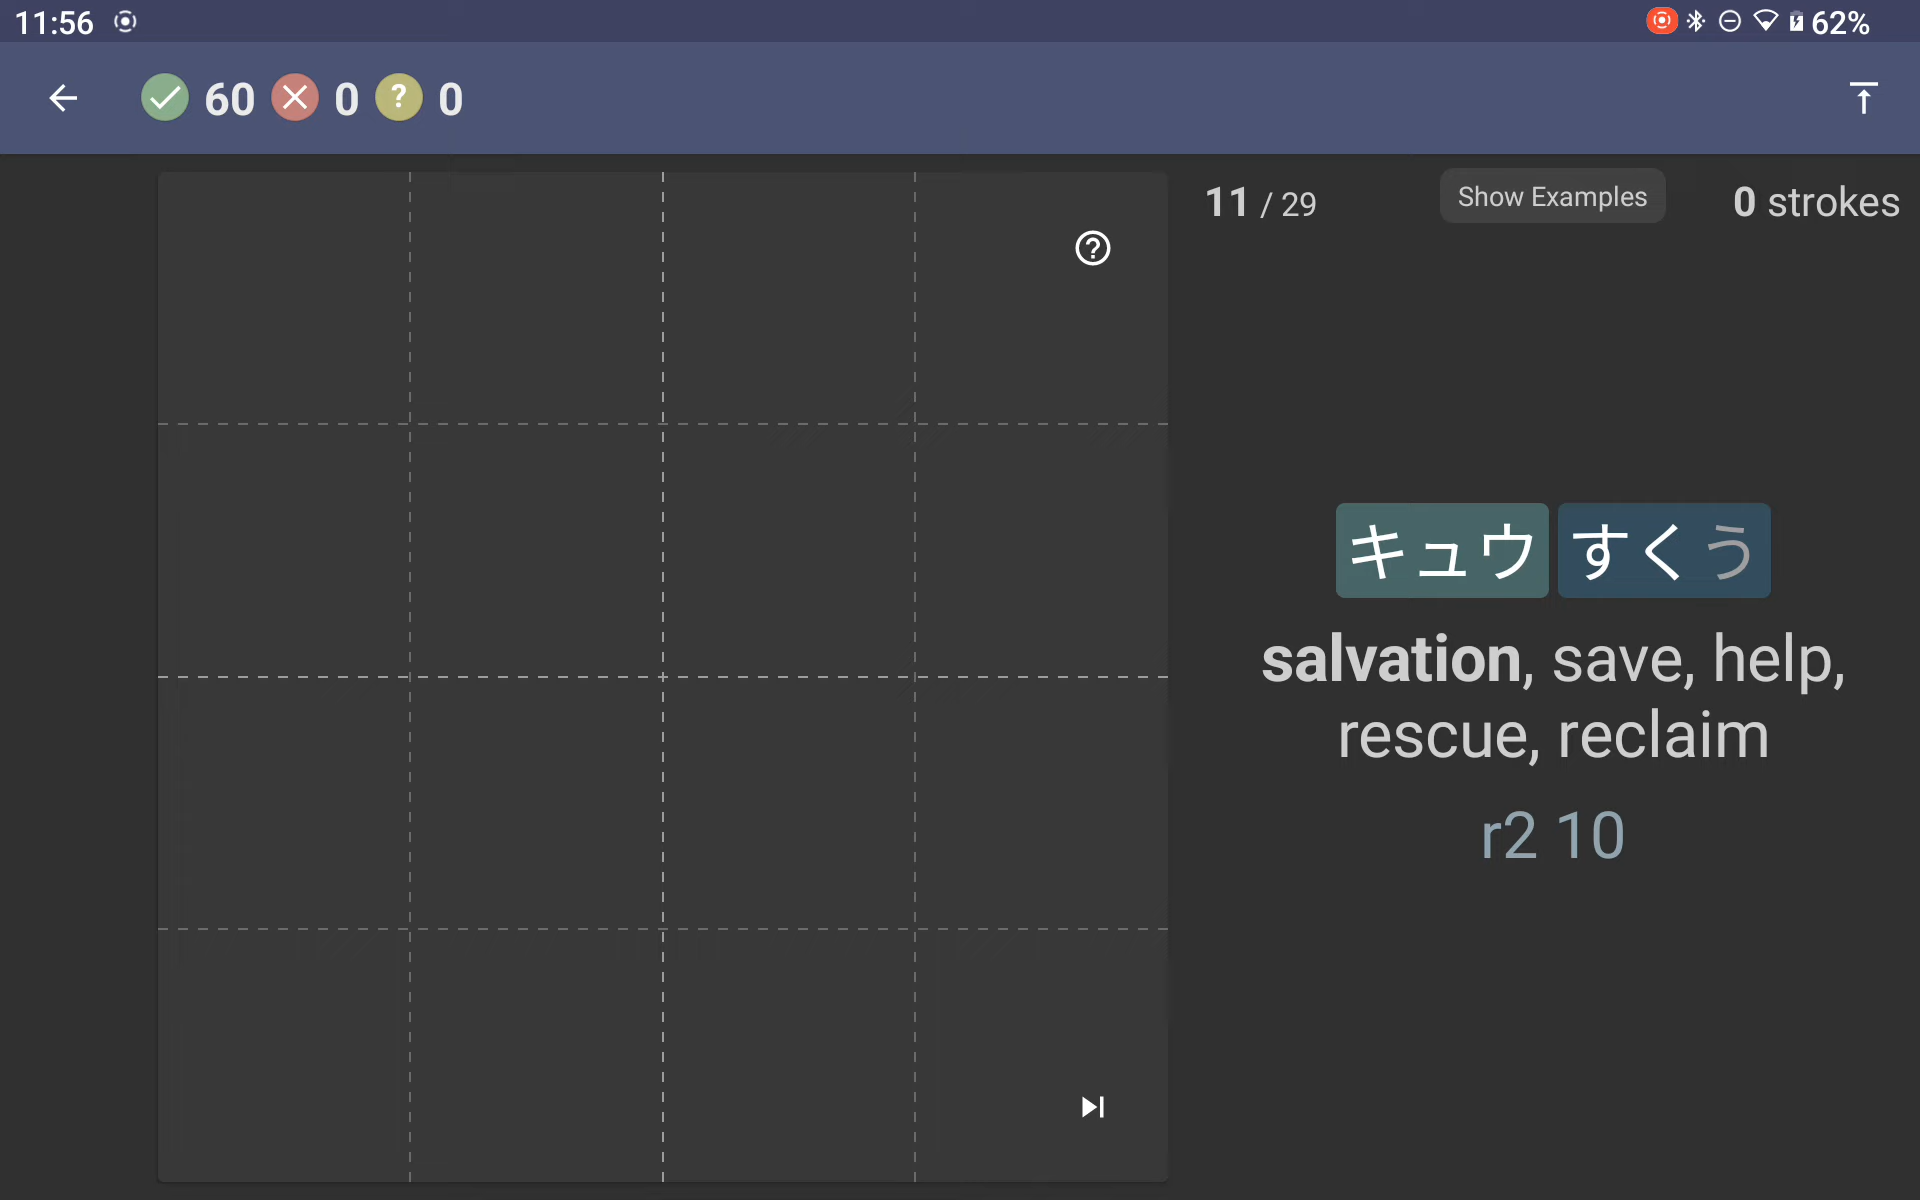 11:56 62%
60 0 ? 0
11 / 29 Show Examples 0 strokes
?
キュウ すくう
salvation, save, help,
rescue, reclaim
r2 10